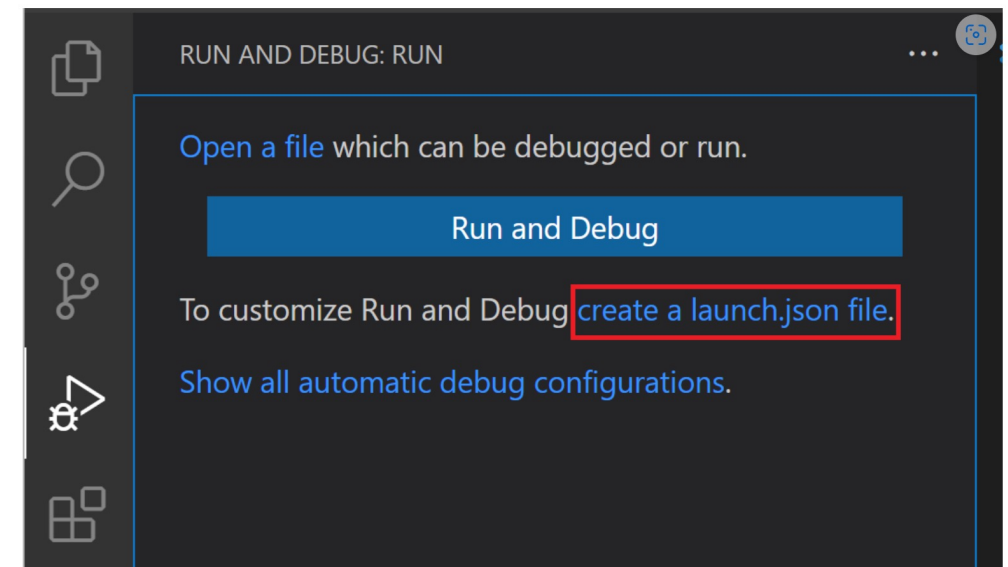 RUN AND DEBUG: RUN
Open a file which can be debugged or run.
Run and Debug
To customize Run and Debug create a launch.json file.
Show all automatic debug configurations.